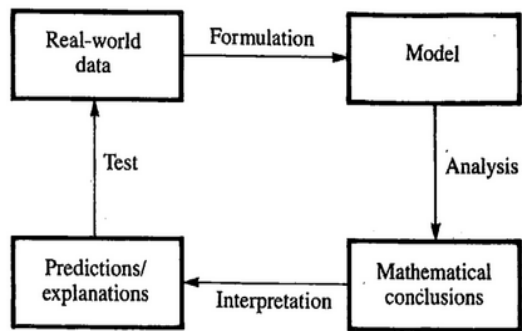 Real-world
data
Formulation
Model
Test
Analysis
Predictions/
explanations
Interpretation
Mathematical
conclusions